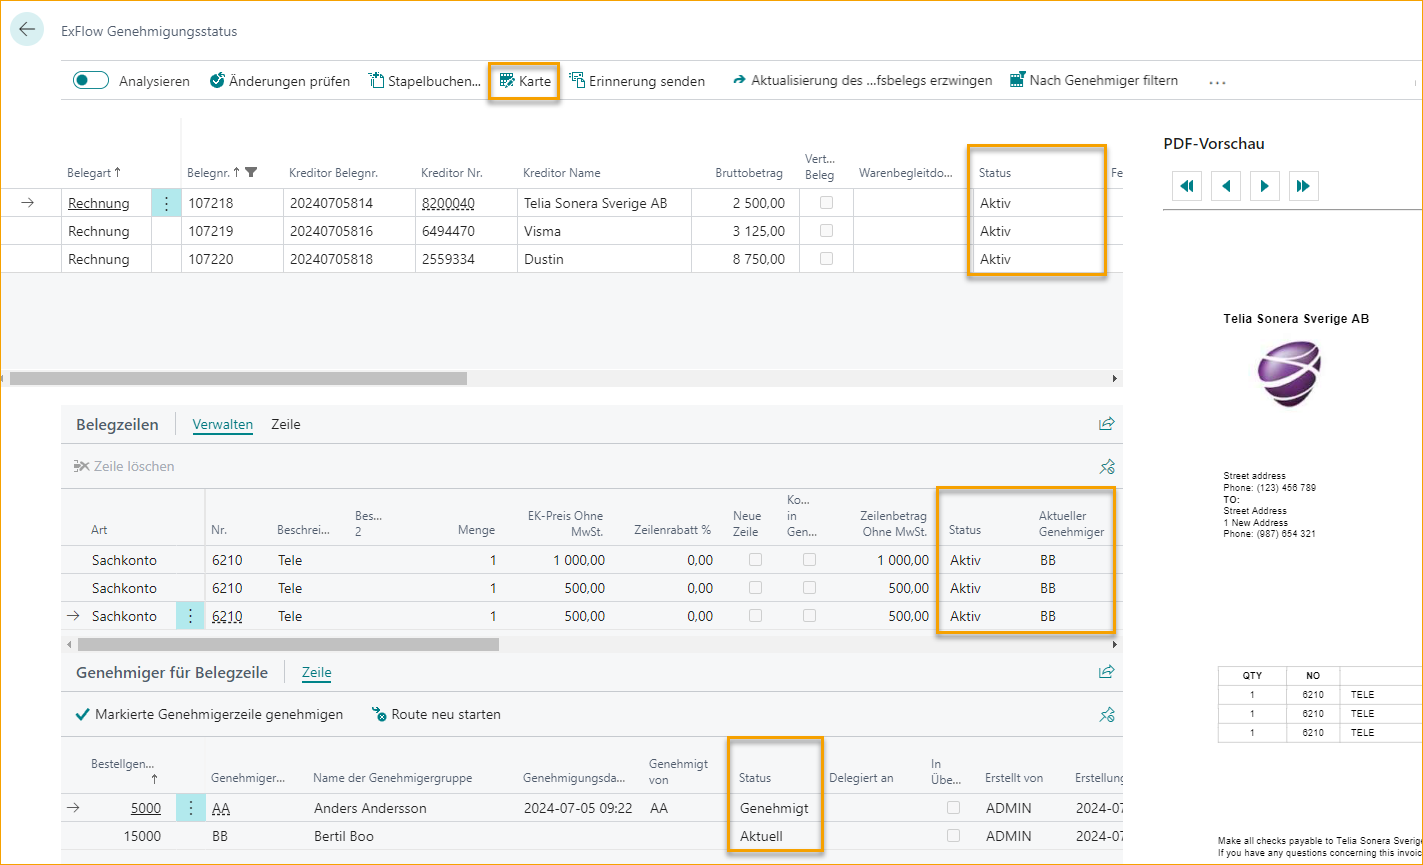 ExFlow Genehmigungsstatus
Analysieren Änderungen prüfen Stapelbuchen... Karte Erinnerung senden Aktualisierung des ...fsbelegs erzwingen Nach Genehmiger filtern ...
PDF-Vorschau
Belegart ↑ Belegnr. ↑ Kreditor Belegnr. Kreditor Nr. Kreditor Name Bruttobetrag Vert... Beleg Warenbegleitdo... Status Fe
→ Rechnung 107218 20240705814 8200040 Telia Sonera Sverige AB 2 500,00 Aktiv
Rechnung 107219 20240705816 6494470 Visma 3 125,00 Aktiv
Rechnung 107220 20240705818 2559334 Dustin 8 750,00 Aktiv
Telia Sonera Sverige AB
Belegzeilen Verwalten Zeile
Zeile löschen
Street address
Phone: (123) 456 789
TO:
Street Address
1 New Address
Phone: (987) 654 321
Art Nr. Beschrei... Bes... 2 Menge EK-Preis Ohne MwSt. Zeilenrabatt % Neue Zeile Ko... in Gen... Zeilenbetrag Ohne MwSt. Status Aktueller Genehmiger
Sachkonto 6210 Tele 1 1 000,00 0,00 1 000,00 Aktiv BB
Sachkonto 6210 Tele 1 500,00 0,00 500,00 Aktiv BB
→ Sachkonto 6210 Tele 1 500,00 0,00 500,00 Aktiv BB
Genehmiger für Belegzeile Zeile
Markierte Genehmigerzeile genehmigen Route neu starten
QTY NO
1 6210 TELE
1 6210 TELE
1 6210 TELE
Bestellgen... ↑ Genehmiger... Name der Genehmigergruppe Genehmigungsda... Genehmigt von Status Delegiert an In Übe... Erstellt von Erstellung
→ 5000 AA Anders Andersson 2024-07-05 09:22 AA Genehmigt ADMIN 2024-07
15000 BB Bertil Boo Aktuell ADMIN 2024-07
Make all checks payable to Telia Sonera Sverige
If you have any questions concerning this invoic